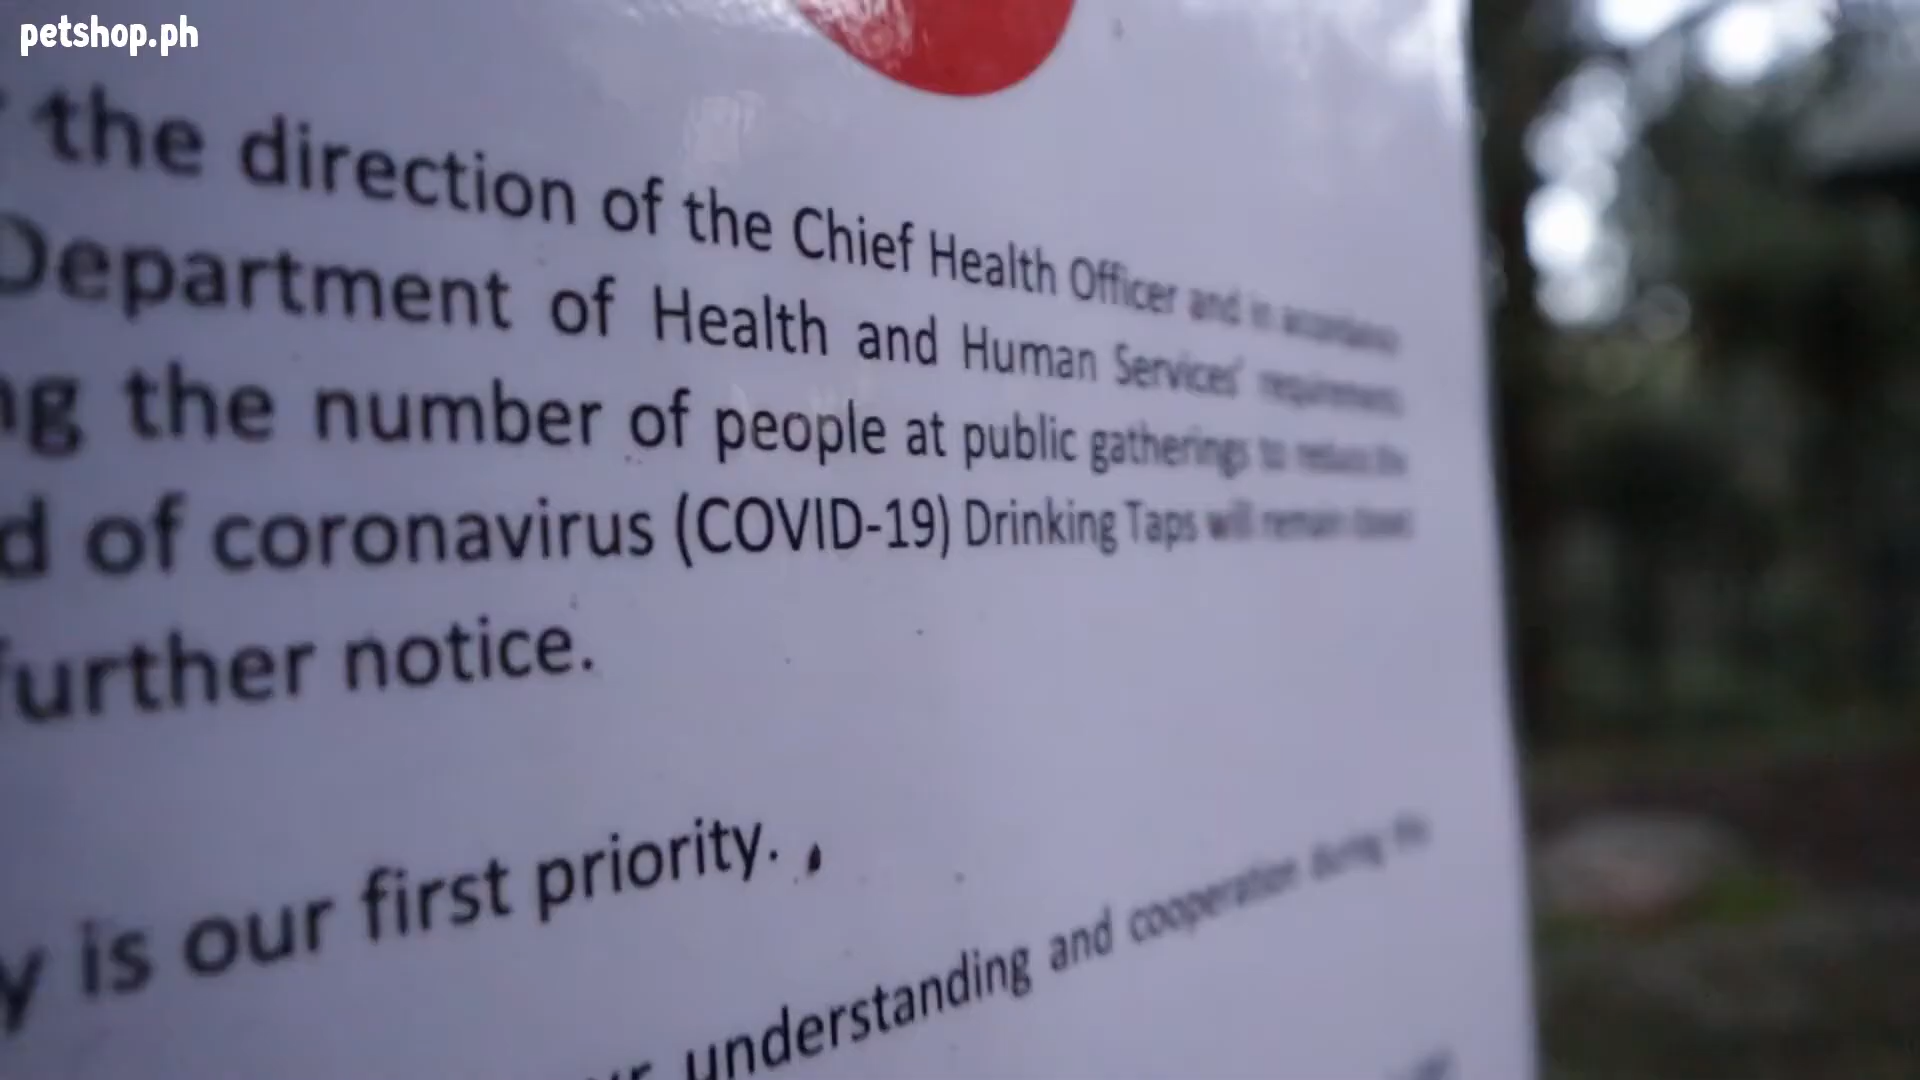 petshop.ph
the direction of the Chief Health Officer and in accordance
Department of Health and Human Services' requirements
the number of people at public gatherings to reduce the
of coronavirus (COVID-19) Drinking Taps will remain closed
further notice.
is our first priority.
understanding and cooperation during this